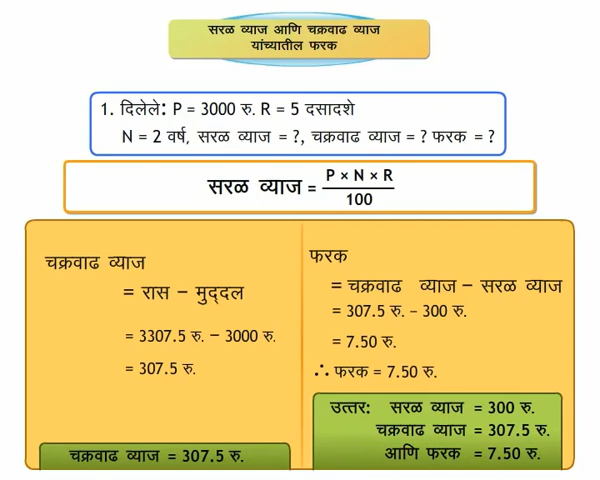 सरळ व्याज आणि चक्रवाढ व्याज
यांच्यातील फरक
1. दिलेले: P = 3000 रु. R = 5 दसादशे
N = 2 वर्ष, सरळ व्याज = ?, चक्रवाढ व्याज = ? फरक = ?
सरळ व्याज = P × N × R / 100
चक्रवाढ व्याज
= रास – मुद्दल
= 3307.5 रु. – 3000 रु.
= 307.5 रु.
चक्रवाढ व्याज = 307.5 रु.
फरक
= चक्रवाढ व्याज – सरळ व्याज
= 307.5 रु. – 300 रु.
= 7.50 रु.
∴ फरक = 7.50 रु.
उत्तर: सरळ व्याज = 300 रु.
चक्रवाढ व्याज = 307.5 रु.
आणि फरक = 7.50 रु.